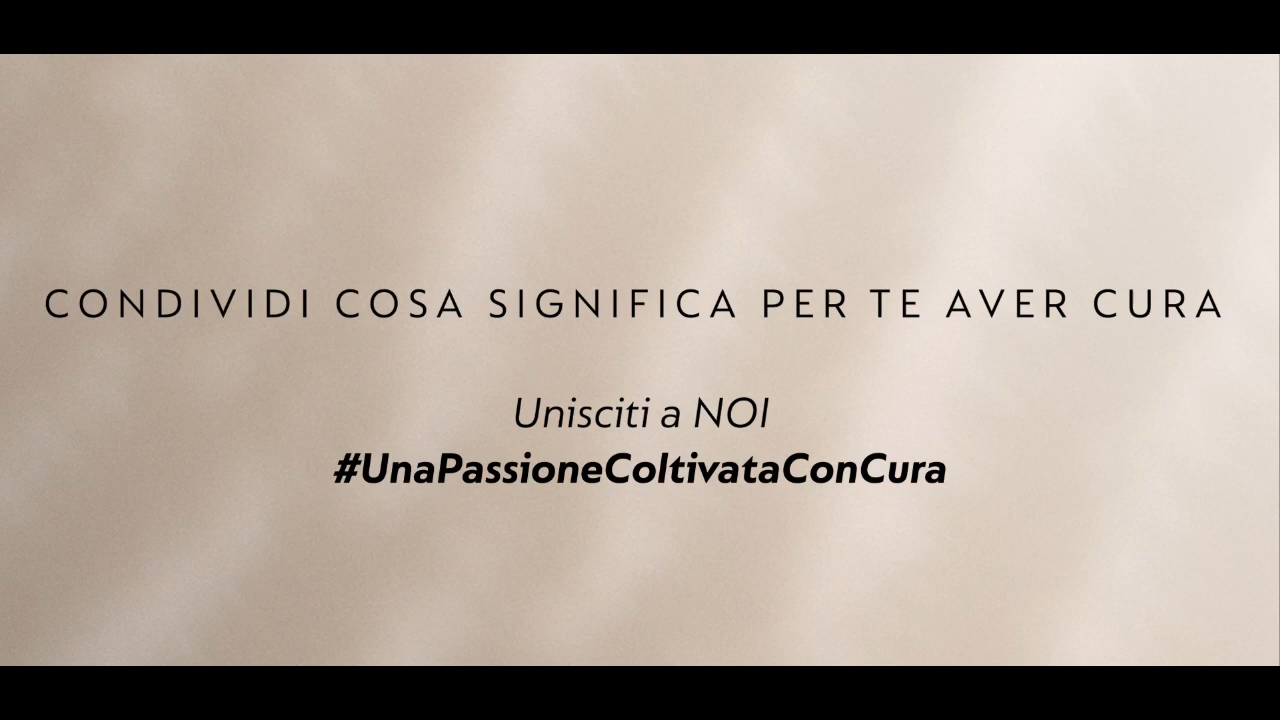 CONDIVIDI COSA SIGNIFICA PER TE AVER CURA
Unisciti a NOI
#UnaPassioneColtivataConCura